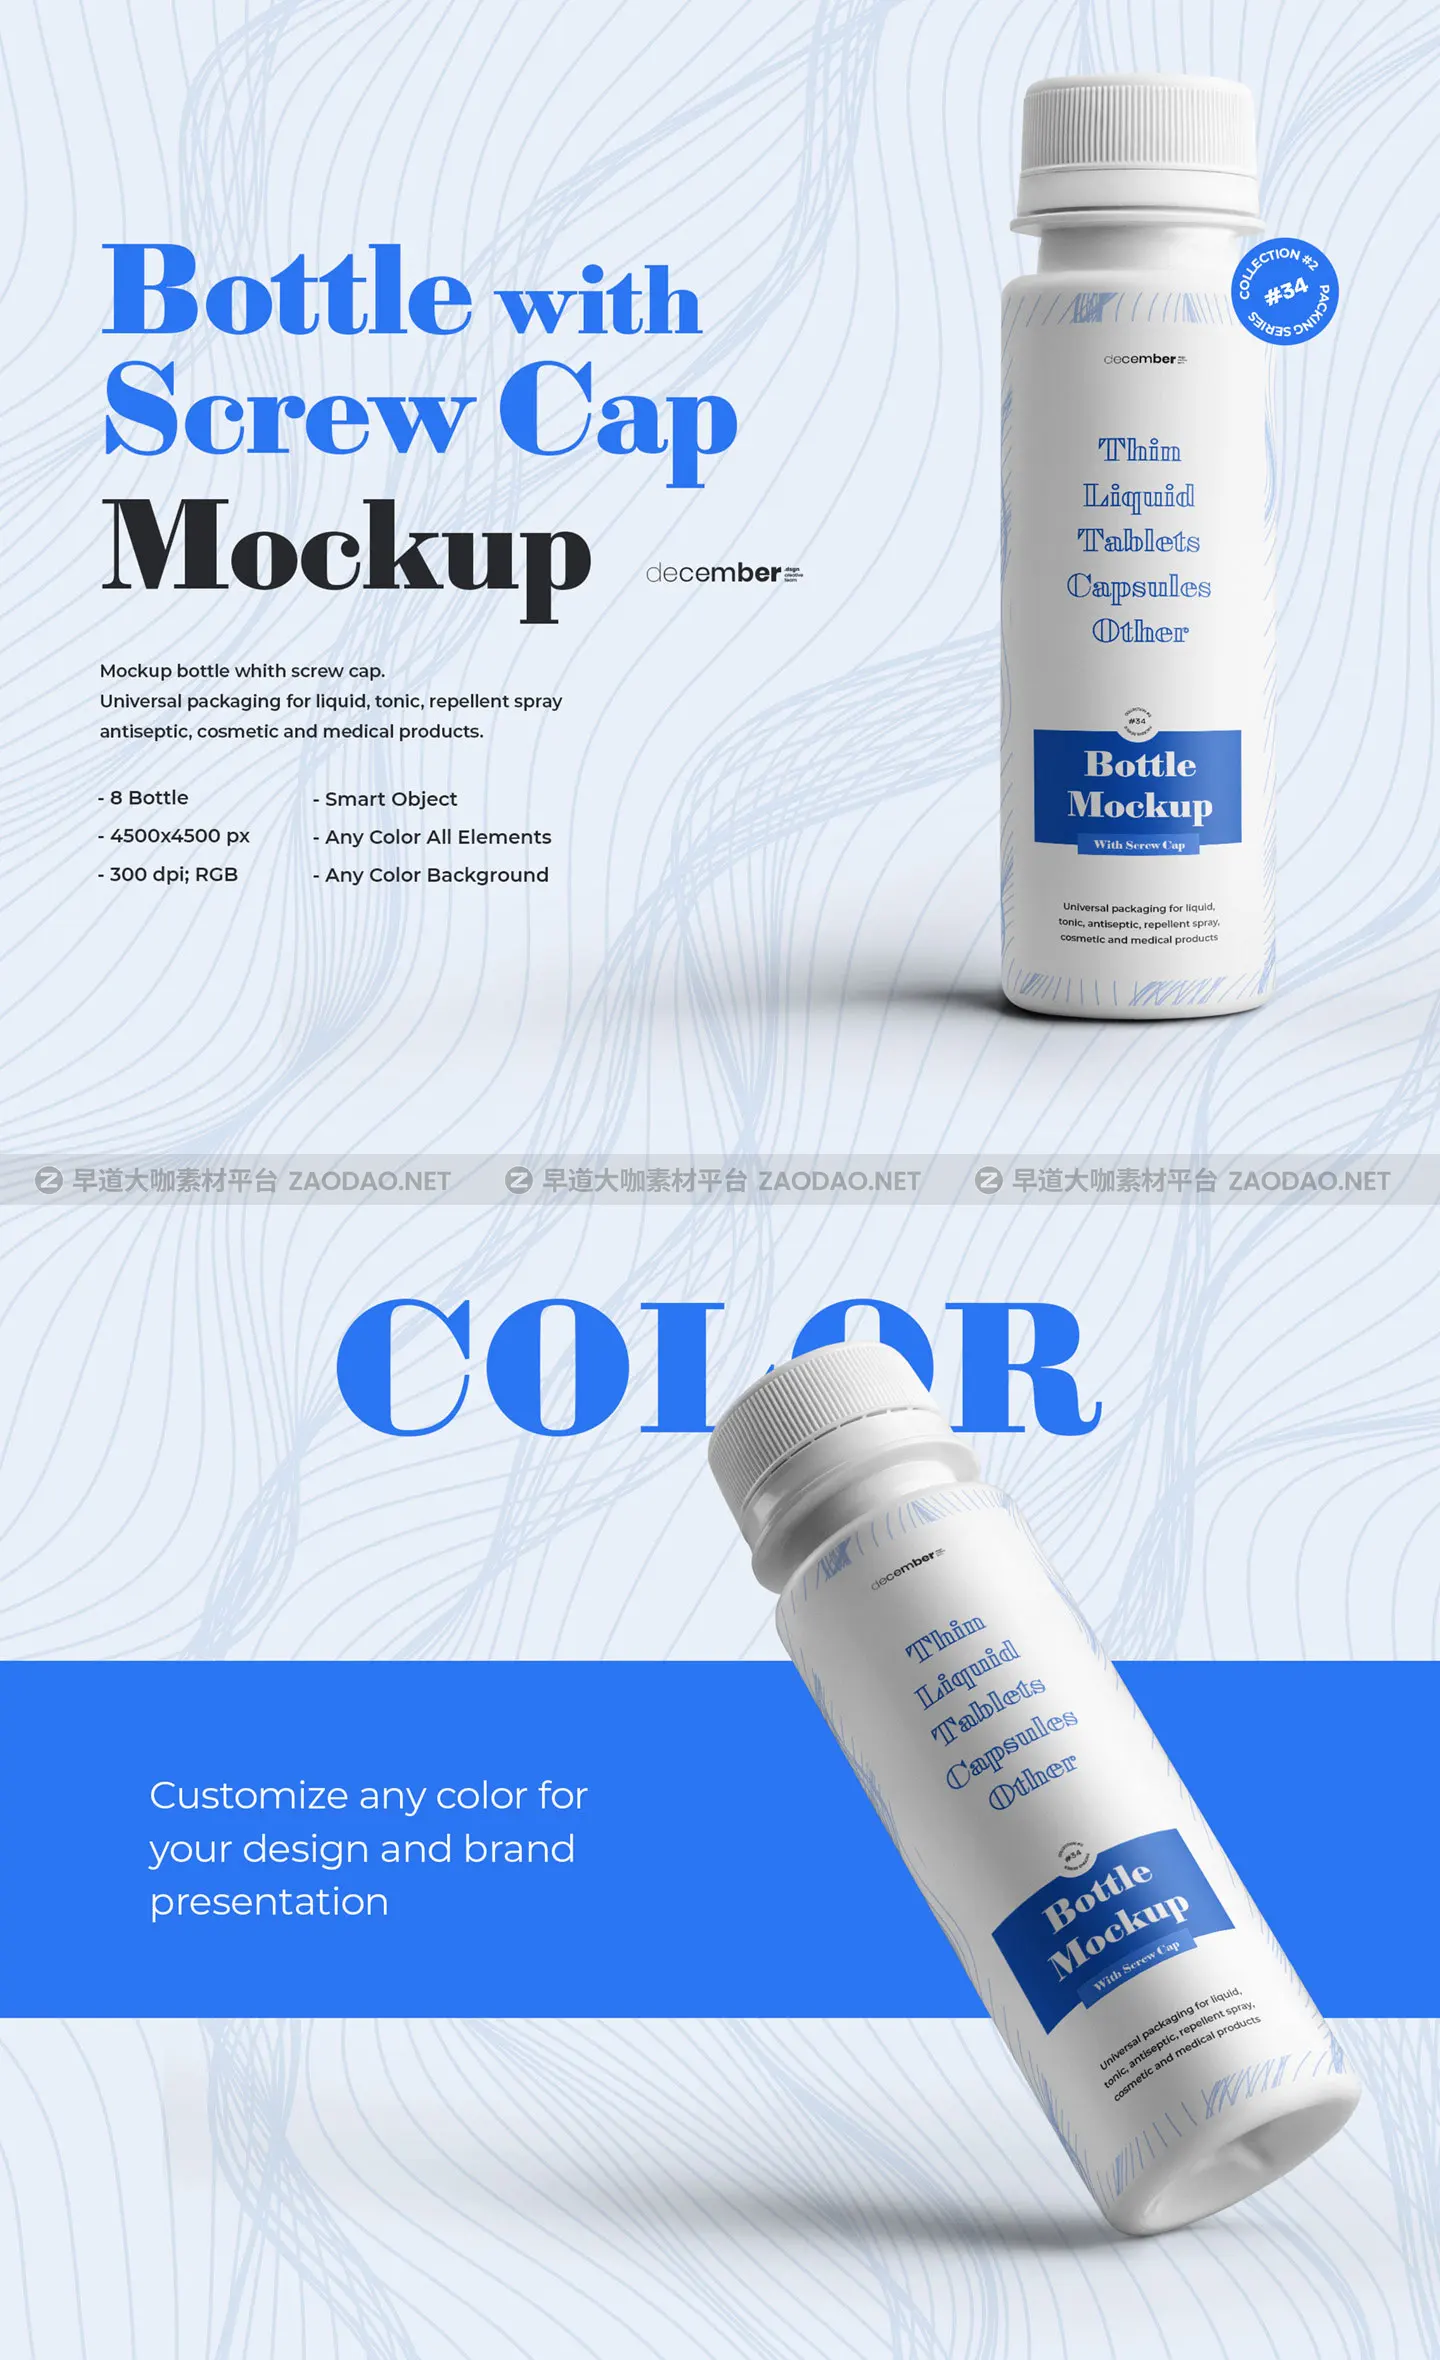 Bottle with
Screw Cap
Mockup
december .dsgn creative team
Mockup bottle whith screw cap.
Universal packaging for liquid, tonic, repellent spray
antiseptic, cosmetic and medical products.
- 8 Bottle
- 4500x4500 px
- 300 dpi; RGB
- Smart Object
- Any Color All Elements
- Any Color Background
COLLECTION #2
#34
PACKING SERIES
december
Thin
Liquid
Tablets
Capsules
Other
#34
Bottle
Mockup
With Screw Cap
Universal packaging for liquid,
tonic, antiseptic, repellent spray,
cosmetic and medical products
早道大咖素材平台 ZAODAO.NET 早道大咖素材平台 ZAODAO.NET 早道大咖素材平台 ZAODAO.NET
COLOR
Customize any color for
your design and brand
presentation
december
Thin
Liquid
Tablets
Capsules
Other
#34
Bottle
Mockup
With Screw Cap
Universal packaging for liquid,
tonic, antiseptic, repellent spray,
cosmetic and medical products